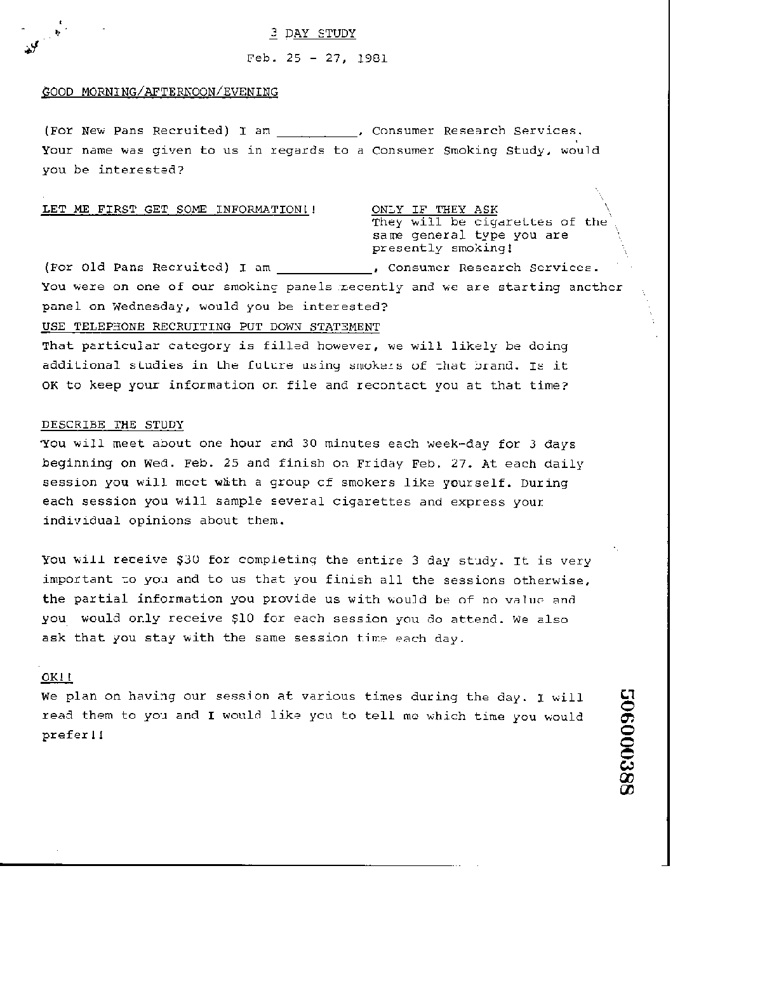 3 DAY STUDY
Feb. 25 - 27, 1981
GOOD MORNING/AFTERNOON/EVENING
(For New Pans Recruited) I am __________, Consumer Research Services.
Your name was given to us in regards to a Consumer Smoking Study, would
you be interested?
LET ME FIRST GET SOME INFORMATION!!
ONLY IF THEY ASK
They will be cigarettes of the
same general type you are
presently smoking!
(For Old Pans Recruited) I am ____________, Consumer Research Services.
You were on one of our smoking panels recently and we are starting another
panel on Wednesday, would you be interested?
USE TELEPHONE RECRUITING PUT DOWN STATEMENT
That particular category is filled however, we will likely be doing
additional studies in the future using smokers of that brand. Is it
OK to keep your information on file and recontact you at that time?
DESCRIBE THE STUDY
You will meet about one hour and 30 minutes each week-day for 3 days
beginning on Wed. Feb. 25 and finish on Friday Feb. 27. At each daily
session you will meet with a group of smokers like yourself. During
each session you will sample several cigarettes and express your
individual opinions about them.
You will receive $30 for completing the entire 3 day study. It is very
important to you and to us that you finish all the sessions otherwise,
the partial information you provide us with would be of no value and
you would only receive $10 for each session you do attend. We also
ask that you stay with the same session time each day.
OK!!
We plan on having our session at various times during the day. I will
read them to you and I would like you to tell me which time you would
prefer!!
506000388